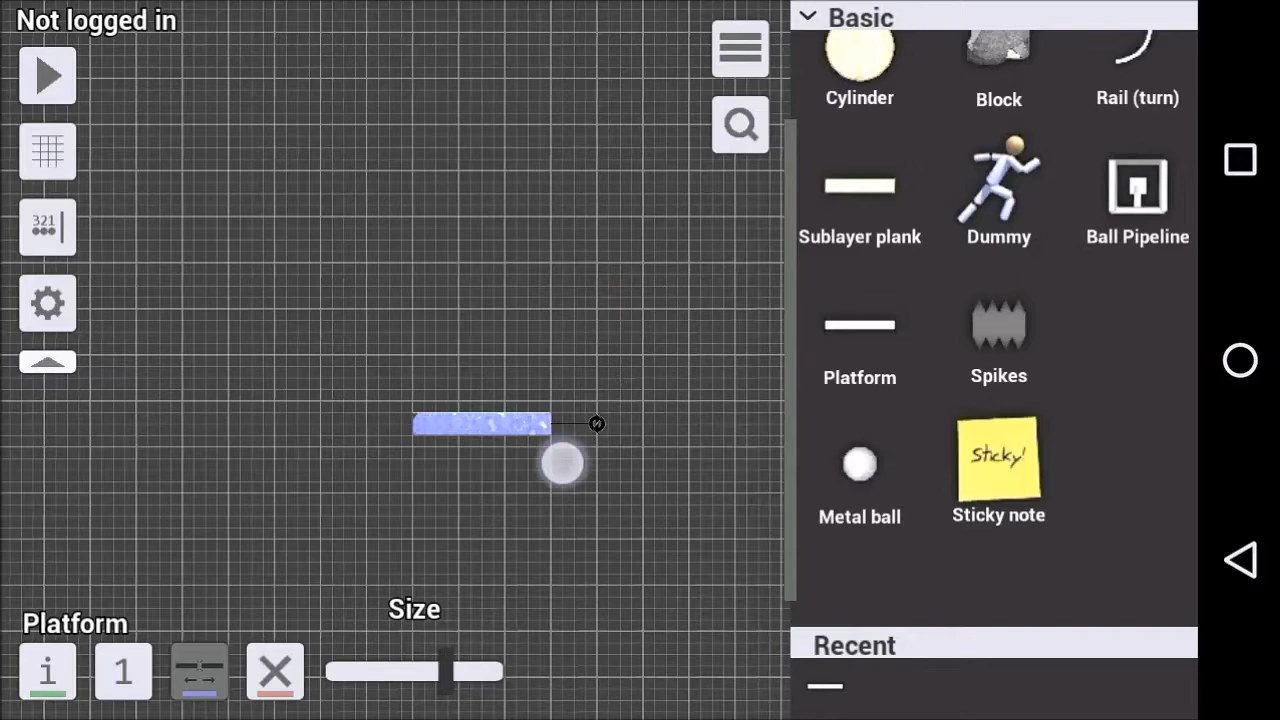 Not logged in
321
Platform
i
1
Size
Basic
Cylinder
Block
Rail (turn)
Sublayer plank
Dummy
Ball Pipeline
Platform
Spikes
Sticky!
Metal ball
Sticky note
Recent